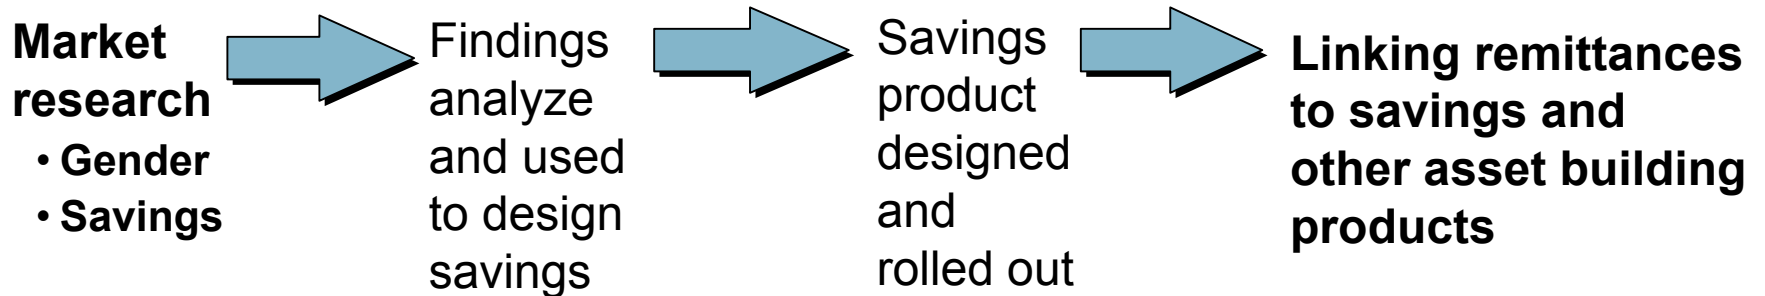 Market
research
• Gender
• Savings
Findings
analyze
and used
to design
savings
Savings
product
designed
and
rolled out
Linking remittances
to savings and
other asset building
products